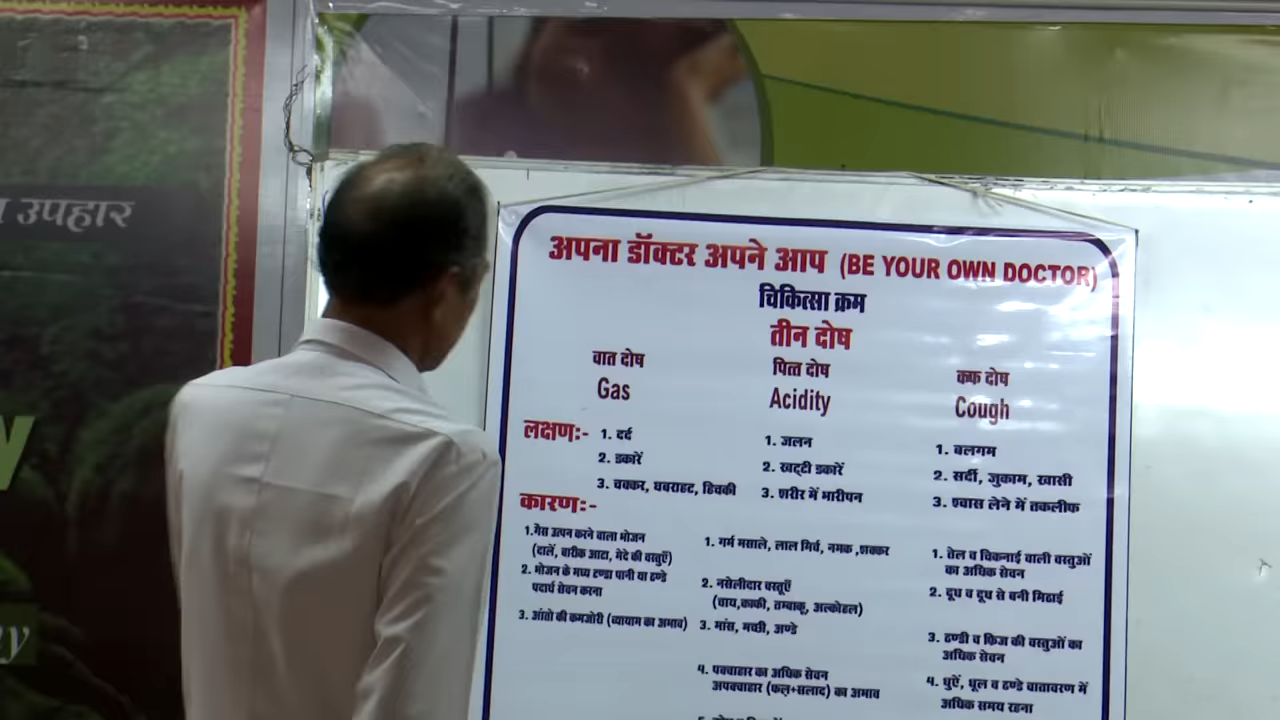 उपहार
w
ey
अपना डॉक्टर अपने आप (BE YOUR OWN DOCTOR)
चिकित्सा क्रम
तीन दोष
वात दोष
Gas
पित्त दोष
Acidity
कफ दोष
Cough
लक्षणः-
1. दर्द
2. डकारें
3. चक्कर, घबराहट, हिचकी
1. जलन
2. खट्टी डकारें
3. शरीर में भारीपन
1. बलगम
2. सर्दी, जुकाम, खासी
3. श्वास लेने में तकलीफ
कारणः-
1.गैस उत्पन करने वाला भोजन
(दालें, बारीक आटा, मेदे की वस्तुएँ)
2. भोजन के मध्य ठण्डा पानी या ठण्डे
पदार्थ सेवन करना
3. आंतो की कमजोरी (व्यायाम का अभाव)
1. गर्म मसाले, लाल मिर्च, नमक ,शक्कर
2. नसेलीदार वस्तूएँ
(चाय,काफी, तम्बाकू, अल्कोहल)
3. मांस, मच्छी, अण्डे
4. पक्वाहार का अधिक सेवन
अपक्वाहार (फल+सलाद) का अभाव
1. तेल व चिकनाई वाली वस्तुओं
का अधिक सेवन
2. दूध व दूध से बनी मिठाई
3. ठण्डी व फ्रिज की वस्तुओं का
अधिक सेवन
4. धुएँ, धूल व ठण्डे वातावरण में
अधिक समय रहना